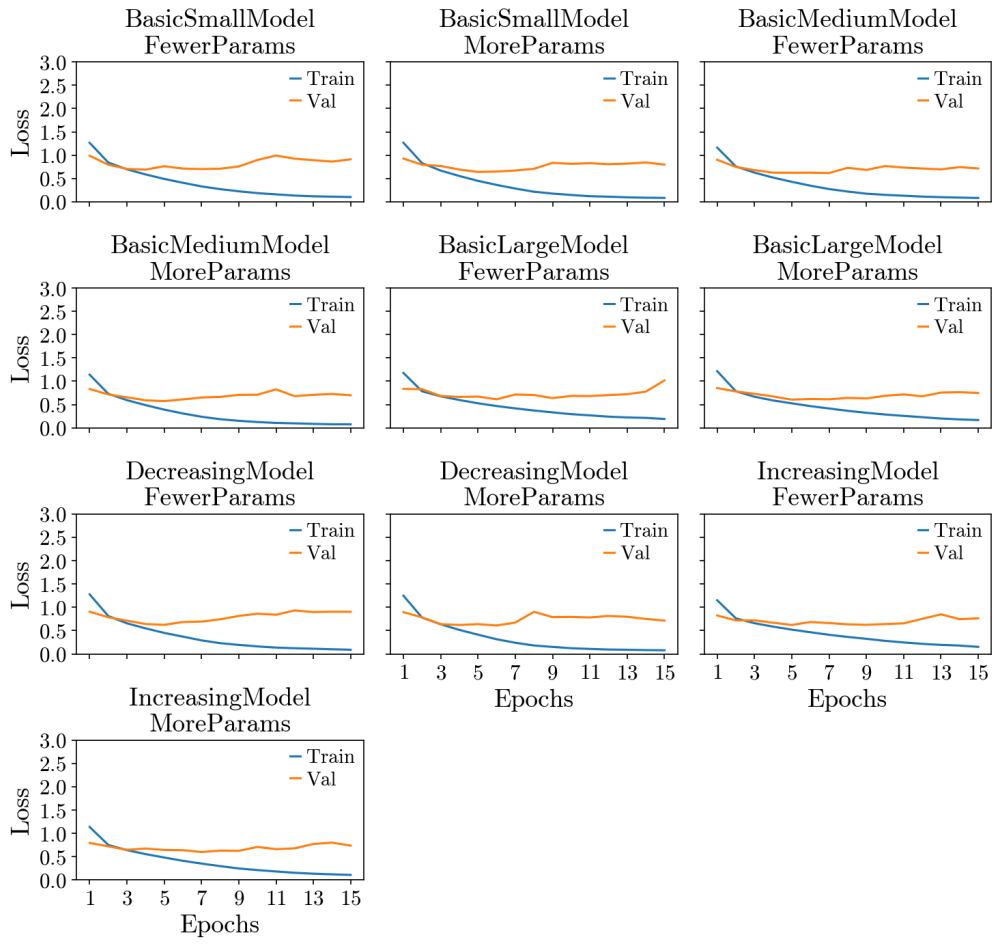 BasicSmallModel
FewerParams
BasicSmallModel
MoreParams
BasicMediumModel
FewerParams
Loss
3.0
2.5
2.0
1.5
1.0
0.5
0.0
Train
Val
Train
Val
Train
Val
BasicMediumModel
MoreParams
BasicLargeModel
FewerParams
BasicLargeModel
MoreParams
Loss
3.0
2.5
2.0
1.5
1.0
0.5
0.0
Train
Val
Train
Val
Train
Val
DecreasingModel
FewerParams
DecreasingModel
MoreParams
IncreasingModel
FewerParams
Loss
3.0
2.5
2.0
1.5
1.0
0.5
0.0
Train
Val
Train
Val
Train
Val
1 3 5 7 9 11 13 15
Epochs
1 3 5 7 9 11 13 15
Epochs
IncreasingModel
MoreParams
Loss
3.0
2.5
2.0
1.5
1.0
0.5
0.0
Train
Val
1 3 5 7 9 11 13 15
Epochs